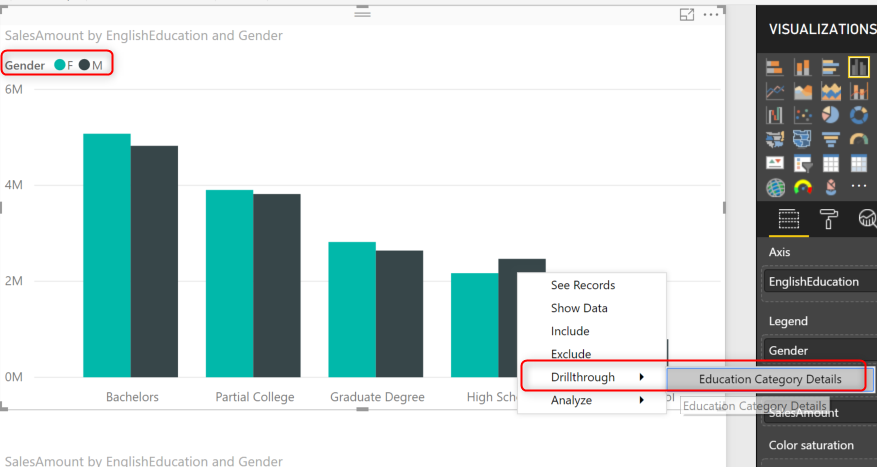 SalesAmount by EnglishEducation and Gender
Gender F M
6M
4M
2M
0M
Bachelors
Partial College
Graduate Degree
High Sch
ol
See Records
Show Data
Include
Exclude
Drillthrough
Analyze
Education Category Details
Education Category Details
VISUALIZATIONS
Axis
EnglishEducation
Legend
Gender
SalesAmount
Color saturation
SalesAmount by EnglishEducation and Gender